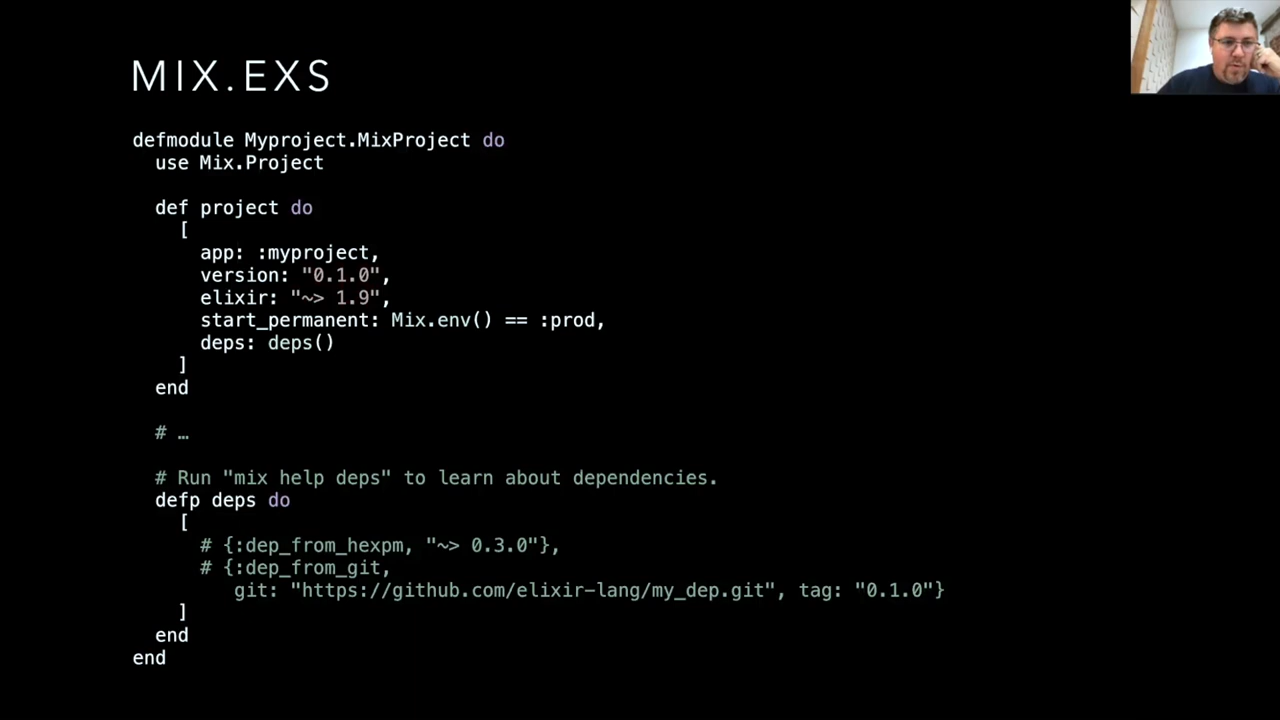 MIX.EXS
defmodule Myproject.MixProject do
  use Mix.Project
  def project do
    [
      app: :myproject,
      version: "0.1.0",
      elixir: "~> 1.9",
      start_permanent: Mix.env() == :prod,
      deps: deps()
    ]
  end
  # …
  # Run "mix help deps" to learn about dependencies.
  defp deps do
    [
      # {:dep_from_hexpm, "~> 0.3.0"},
      # {:dep_from_git,
         git: "https://github.com/elixir-lang/my_dep.git", tag: "0.1.0"}
    ]
  end
end